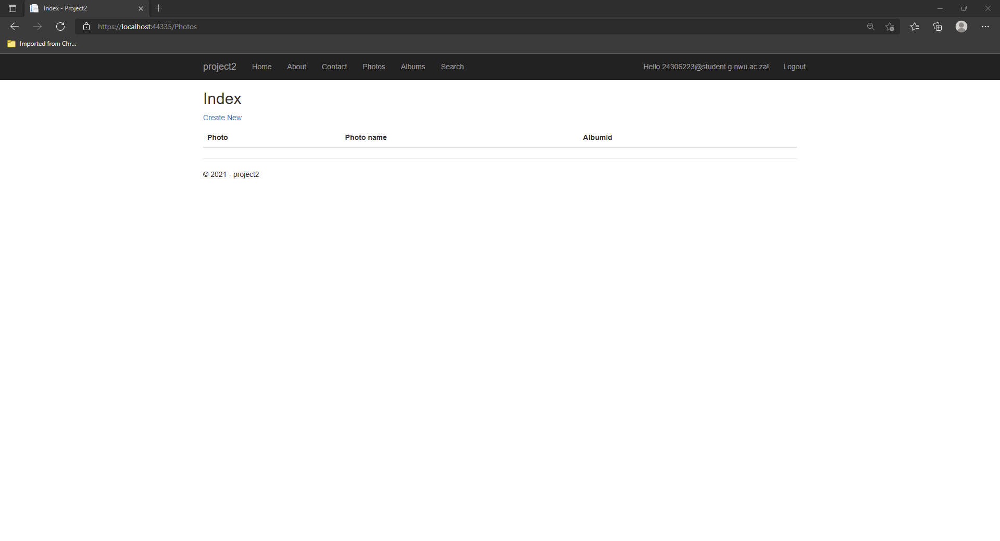 Index - Project2
https://localhost:44335/Photos
Imported from Chr...
project2 Home About Contact Photos Albums Search Hello 24306223@student.g.nwu.ac.za! Logout
Index
Create New
Photo Photo name AlbumId
© 2021 - project2